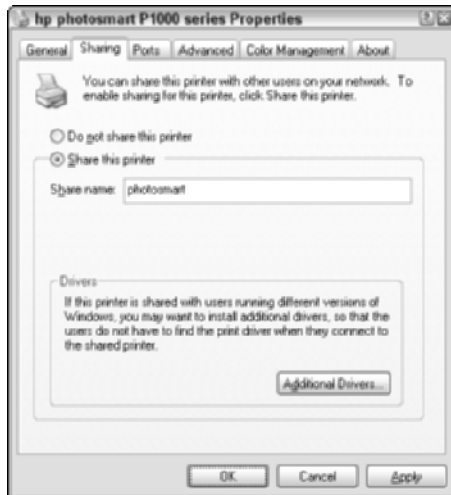 hp photosmart P1000 series Properties
General Sharing Ports Advanced Color Management About
You can share this printer with other users on your network. To
enable sharing for this printer, click Share this printer.
Do not share this printer
Share this printer
Share name: photosmart
Drivers
If this printer is shared with users running different versions of
Windows, you may want to install additional drivers, so that the
users do not have to find the print driver when they connect to
the shared printer.
Additional Drivers...
OK Cancel Apply